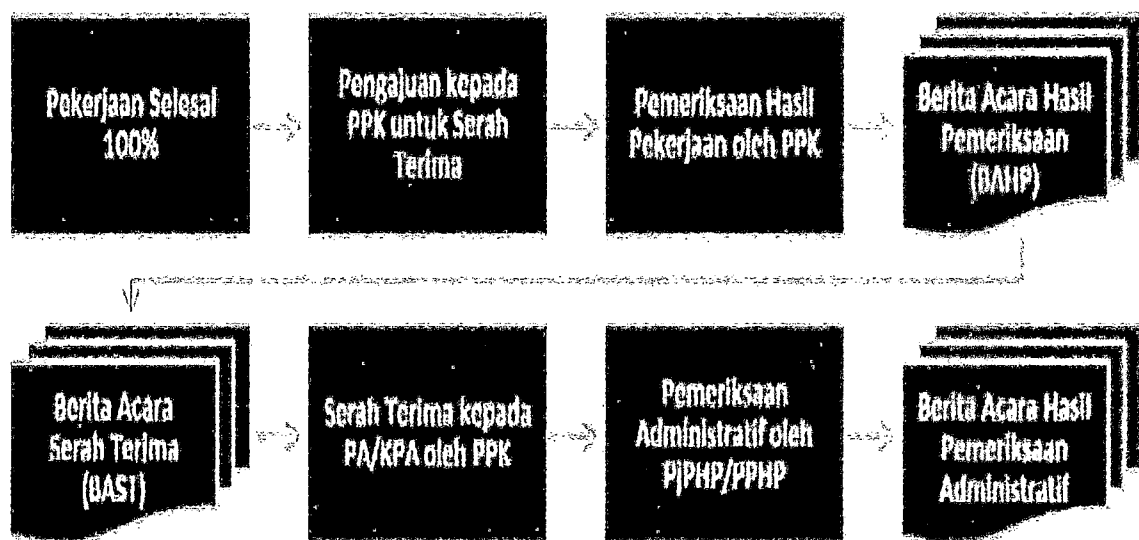 Pekerjaan Selesai
100%
Pengajuan kepada
PPK untuk Serah
Terima
Pemeriksaan Hasil
Pekerjaan oleh PPK
Berita Acara Hasil
Pemeriksaan
(BAHP)
Berita Acara
Serah Terima
(BAST)
Serah Terima kepada
PA/KPA oleh PPK
Pemeriksaan
Administratif oleh
PjPHP/PPHP
Berita Acara Hasil
Pemeriksaan
Administratif